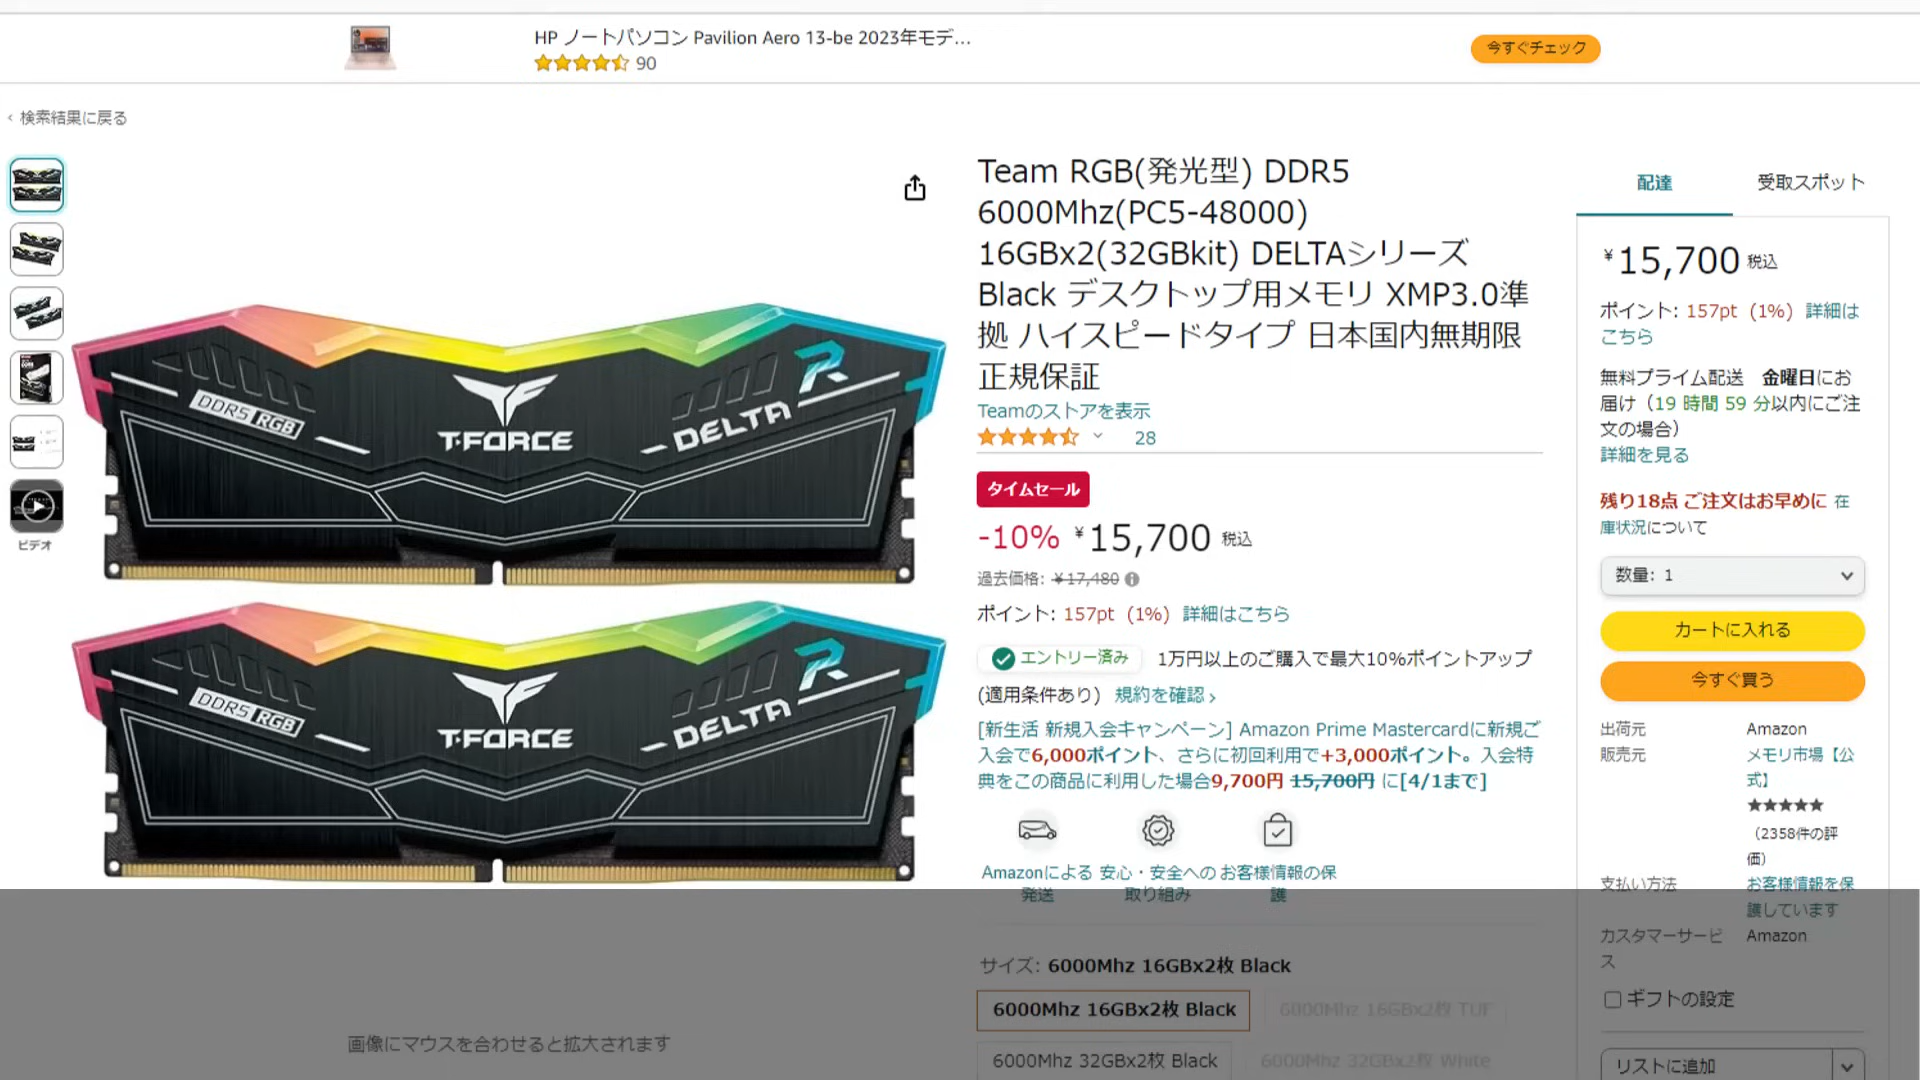 HP ノートパソコン Pavilion Aero 13-be 2023年モデ...
90
今すぐチェック
‹ 検索結果に戻る
ビデオ
DDR5 RGB
T-FORCE
DELTA
R
DDR5 RGB
T-FORCE
DELTA
R
画像にマウスを合わせると拡大されます
Team RGB(発光型) DDR5
6000Mhz(PC5-48000)
16GBx2(32GBkit) DELTAシリーズ
Black デスクトップ用メモリ XMP3.0準
拠 ハイスピードタイプ 日本国内無期限
正規保証
Teamのストアを表示
28
タイムセール
-10% ¥15,700 税込
過去価格: ¥17,480
ポイント: 157pt (1%) 詳細はこちら
エントリー済み 1万円以上のご購入で最大10%ポイントアップ
(適用条件あり) 規約を確認 ›
[新生活 新規入会キャンペーン] Amazon Prime Mastercardに新規ご
入会で6,000ポイント、さらに初回利用で+3,000ポイント。入会特
典をこの商品に利用した場合9,700円 15,700円 に[4/1まで]
Amazonによる
発送
安心・安全への
取り組み
お客様情報の保
護
サイズ: 6000Mhz 16GBx2枚 Black
6000Mhz 16GBx2枚 Black
6000Mhz 16GBx2枚 TUF
6000Mhz 32GBx2枚 Black
6000Mhz 32GBx2枚 White
配達
受取スポット
¥15,700 税込
ポイント: 157pt (1%) 詳細は
こちら
無料プライム配送 金曜日にお
届け（19 時間 59 分以内にご注
文の場合）
詳細を見る
残り18点 ご注文はお早めに 在
庫状況について
数量: 1
カートに入れる
今すぐ買う
出荷元 Amazon
販売元 メモリ市場【公
式】
★★★★★
（2358件の評
価）
支払い方法 お客様情報を保
護しています
カスタマーサービ Amazon
ス
ギフトの設定
リストに追加